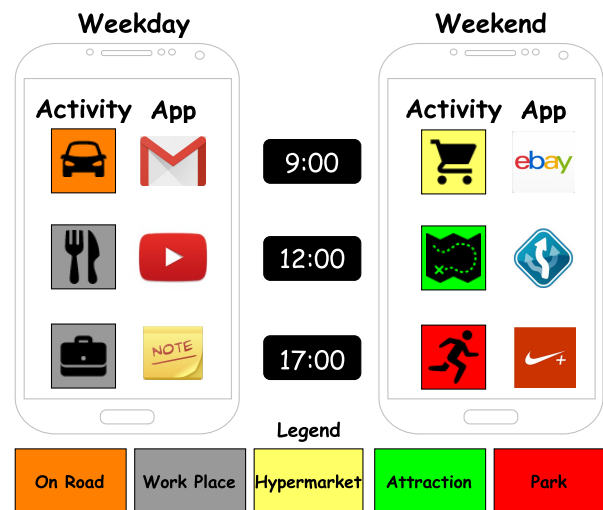 Weekday
Weekend
Activity App
Activity App
9:00
ebay
12:00
NOTE
17:00
Legend
On Road
Work Place
Hypermarket
Attraction
Park